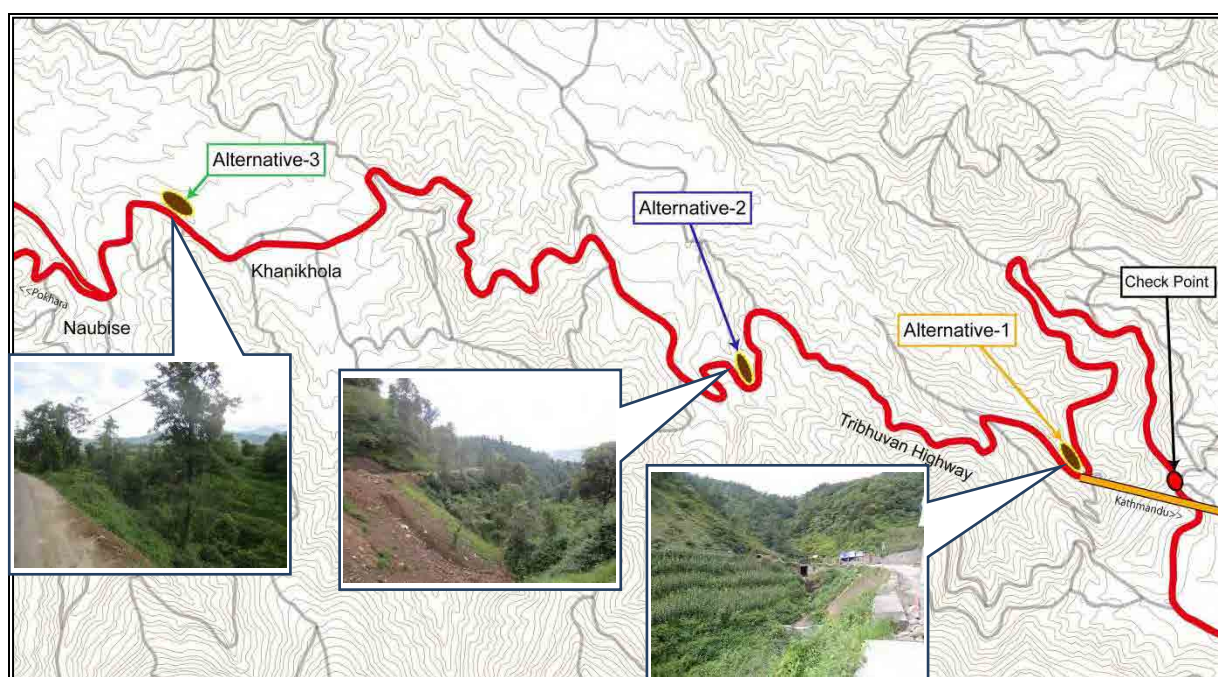 Alternative-3
Alternative-2
Check Point
Khanikhola
<<Pokhara
Naubise
Alternative-1
Tribhuvan Highway
Kathmandu>>